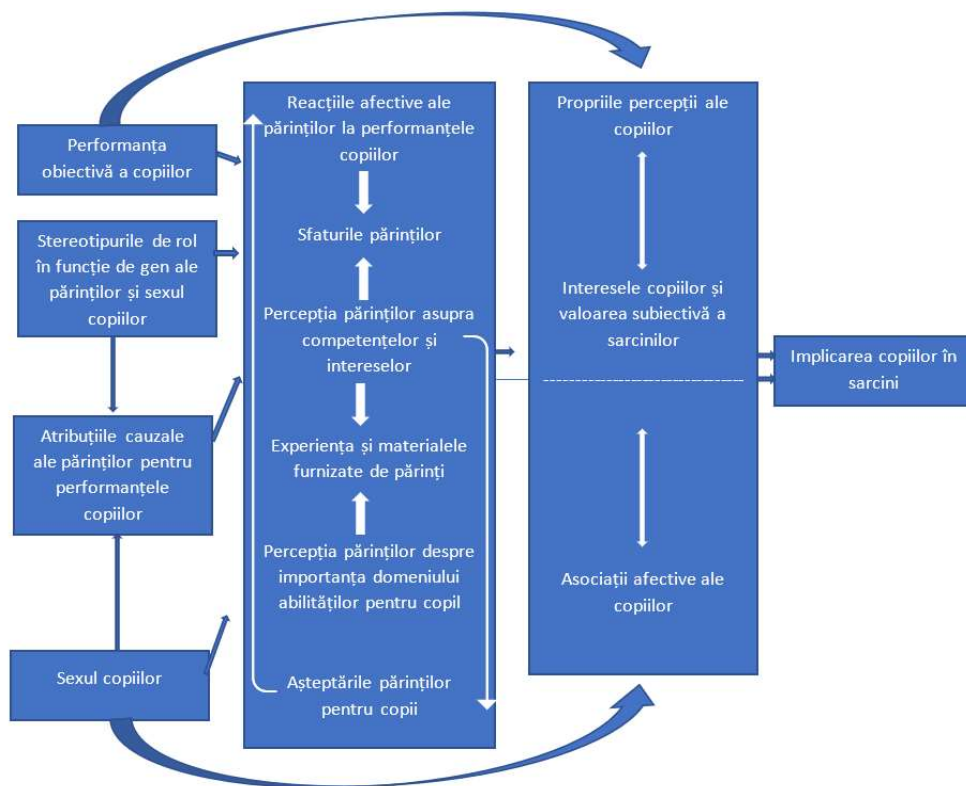 Performanța
obiectivă a copiilor
Stereotipurile de rol
în funcție de gen ale
părinților și sexul
copiilor
Atribuțiile cauzale
ale părinților pentru
performanțele
copiilor
Sexul copiilor
Reacțiile afective ale
părinților la performanțele
copiilor
Sfaturile părinților
Percepția părinților asupra
competențelor și
intereselor
Experiența și materialele
furnizate de părinți
Percepția părinților despre
importanța domeniului
abilităților pentru copil
Așteptările părinților
pentru copii
Propriile percepții ale
copiilor
Interesele copiilor și
valoarea subiectivă a
sarcinilor
Asociații afective ale
copiilor
Implicarea copiilor în
sarcini